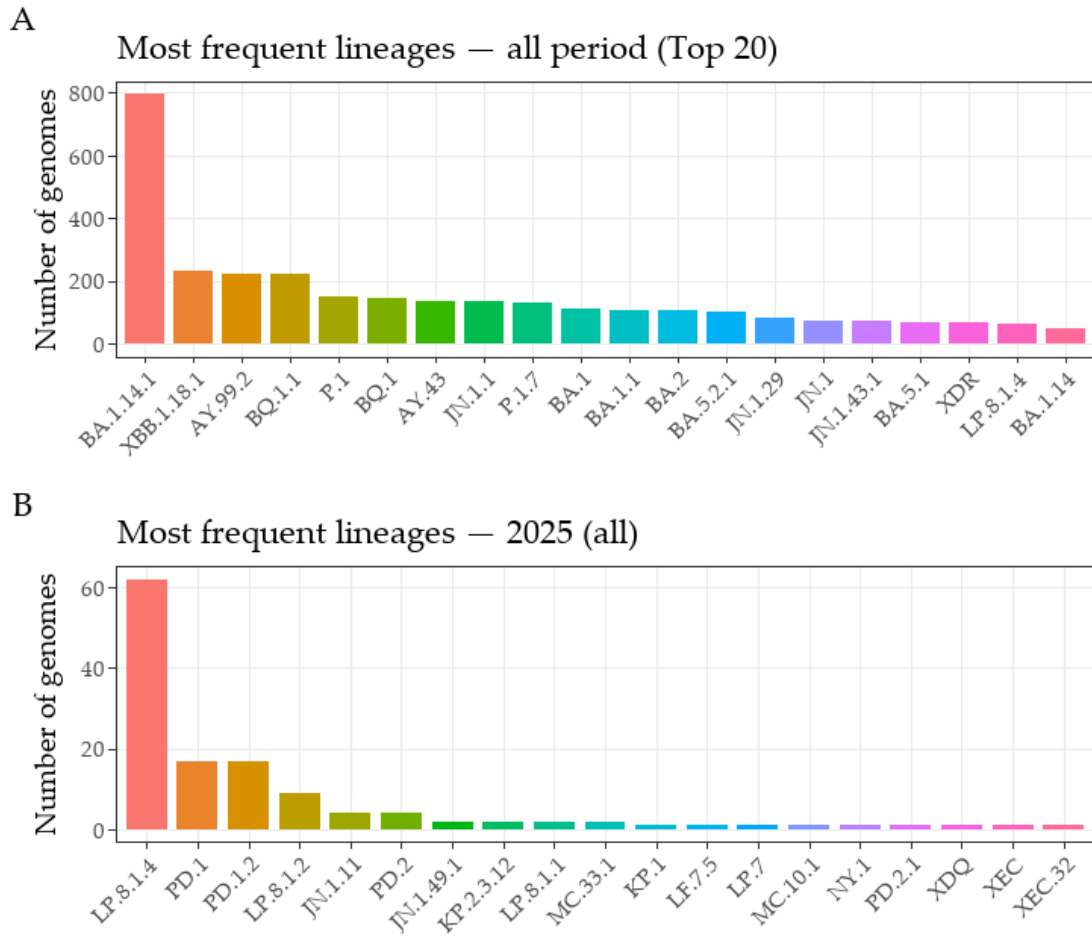 A
Most frequent lineages — all period (Top 20)
Number of genomes
800
600
400
200
0
BA.1.14.1
XBB.1.18.1
AY.99.2
BQ.1.1
P.1
BQ.1
AY.43
JN.1.1
P.1.7
BA.1
BA.1.1
BA.2
BA.5.2.1
JN.1.29
JN.1
JN.1.43.1
BA.5.1
XDR
LP.8.1.4
BA.1.14
B
Most frequent lineages — 2025 (all)
Number of genomes
60
40
20
0
LP.8.1.4
PD.1
PD.1.2
LP.8.1.2
JN.1.11
PD.2
JN.1.49.1
KP.2.3.12
LP.8.1.1
MC.33.1
KP.1
LF.7.5
LP.7
MC.10.1
NY.1
PD.2.1
XDQ
XEC
XEC.32